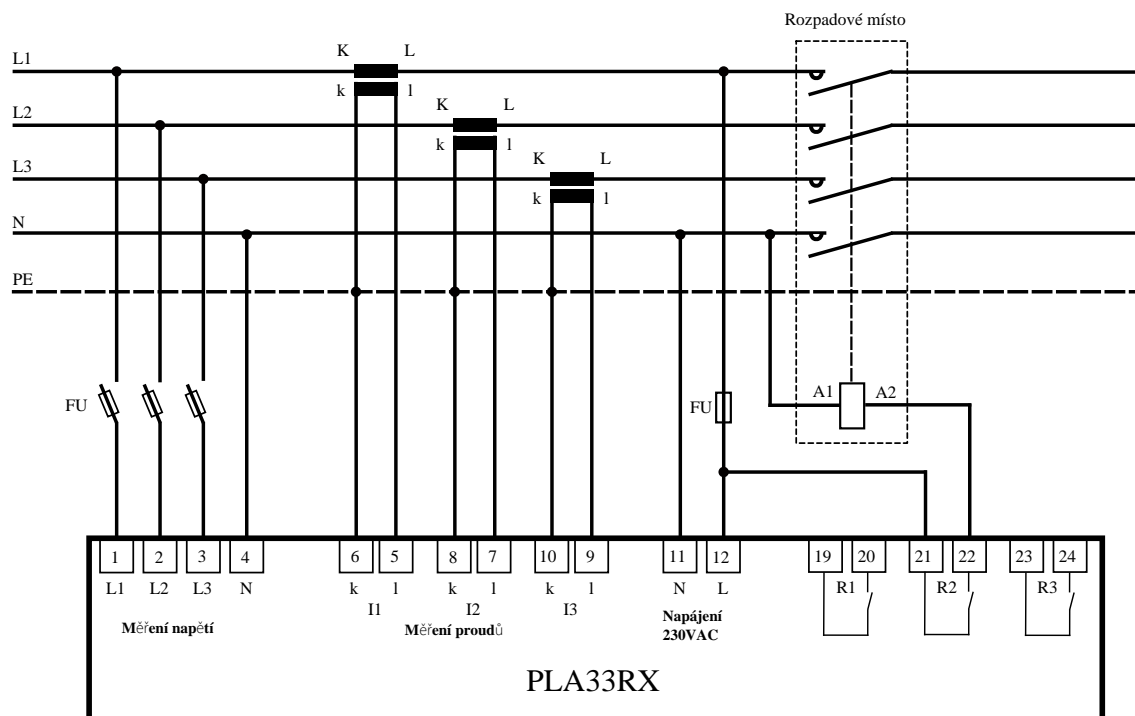 Rozpadové místo
L1
K L
k l
L2
K L
k l
L3
K L
k l
N
PE
FU
FU
A1 A2
1 2 3 4 6 5 8 7 10 9 11 12 19 20 21 22 23 24
L1 L2 L3 N k l k l k l N L R1 R2 R3
I1 I2 I3
Měření napětí Měření proudů Napájení
230VAC
PLA33RX